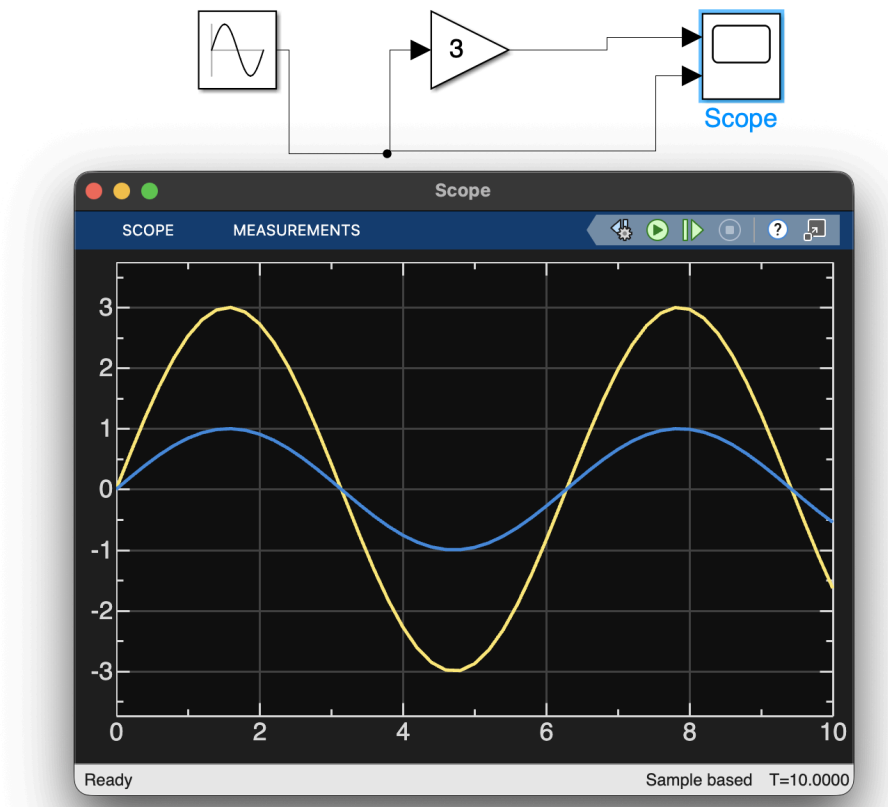 3
Scope
Scope
SCOPE MEASUREMENTS ?
3
2
1
0
-1
-2
-3
0 2 4 6 8 10
Ready Sample based T=10.0000